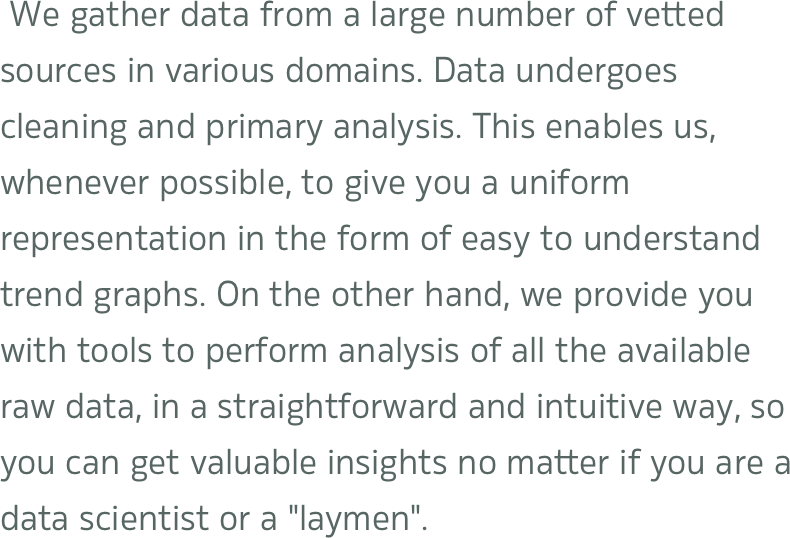 We gather data from a large number of vetted
sources in various domains. Data undergoes
cleaning and primary analysis. This enables us,
whenever possible, to give you a uniform
representation in the form of easy to understand
trend graphs. On the other hand, we provide you
with tools to perform analysis of all the available
raw data, in a straightforward and intuitive way, so
you can get valuable insights no matter if you are a
data scientist or a "laymen".